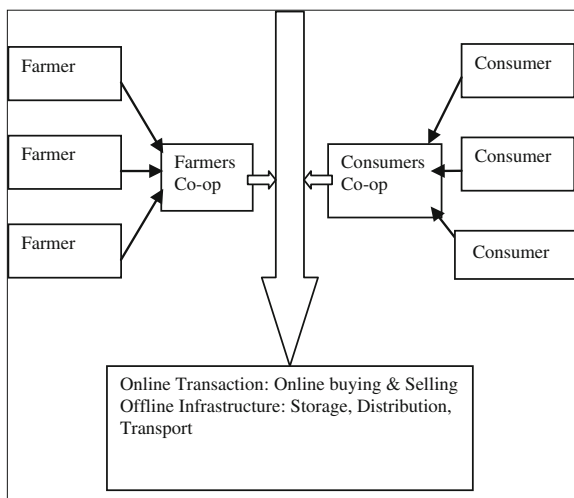 Farmer
Farmer
Farmer
Farmers
Co-op
Consumers
Co-op
Consumer
Consumer
Consumer
Online Transaction: Online buying & Selling
Offline Infrastructure: Storage, Distribution,
Transport